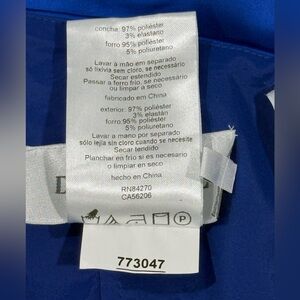 concha: 97% poliéster
3% elastano
forro 95% poliéster
5% poliuretano
Lavar à mão em separado
só lixívia sem cloro, se necessário
Secar estendido
Passar a ferro frio, se necessário
ou limpar a seco
fabricado em China
exterior: 97% poliéster
3% elastán
forro: 95% poliéster
5% poliuretano
Lavar a mano por separado
sólo lejía sin cloro cuando se necesite
Secar tendido
Planchar en frío si es necesario
o limpiar en seco
hecho en China
RN84270
CA56206
P
773047